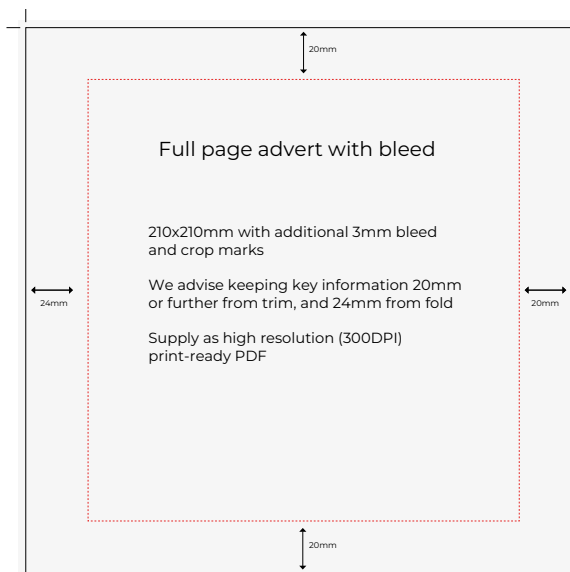 20mm
Full page advert with bleed
210x210mm with additional 3mm bleed
and crop marks
We advise keeping key information 20mm
or further from trim, and 24mm from fold
24mm
20mm
Supply as high resolution (300DPI)
print-ready PDF
20mm